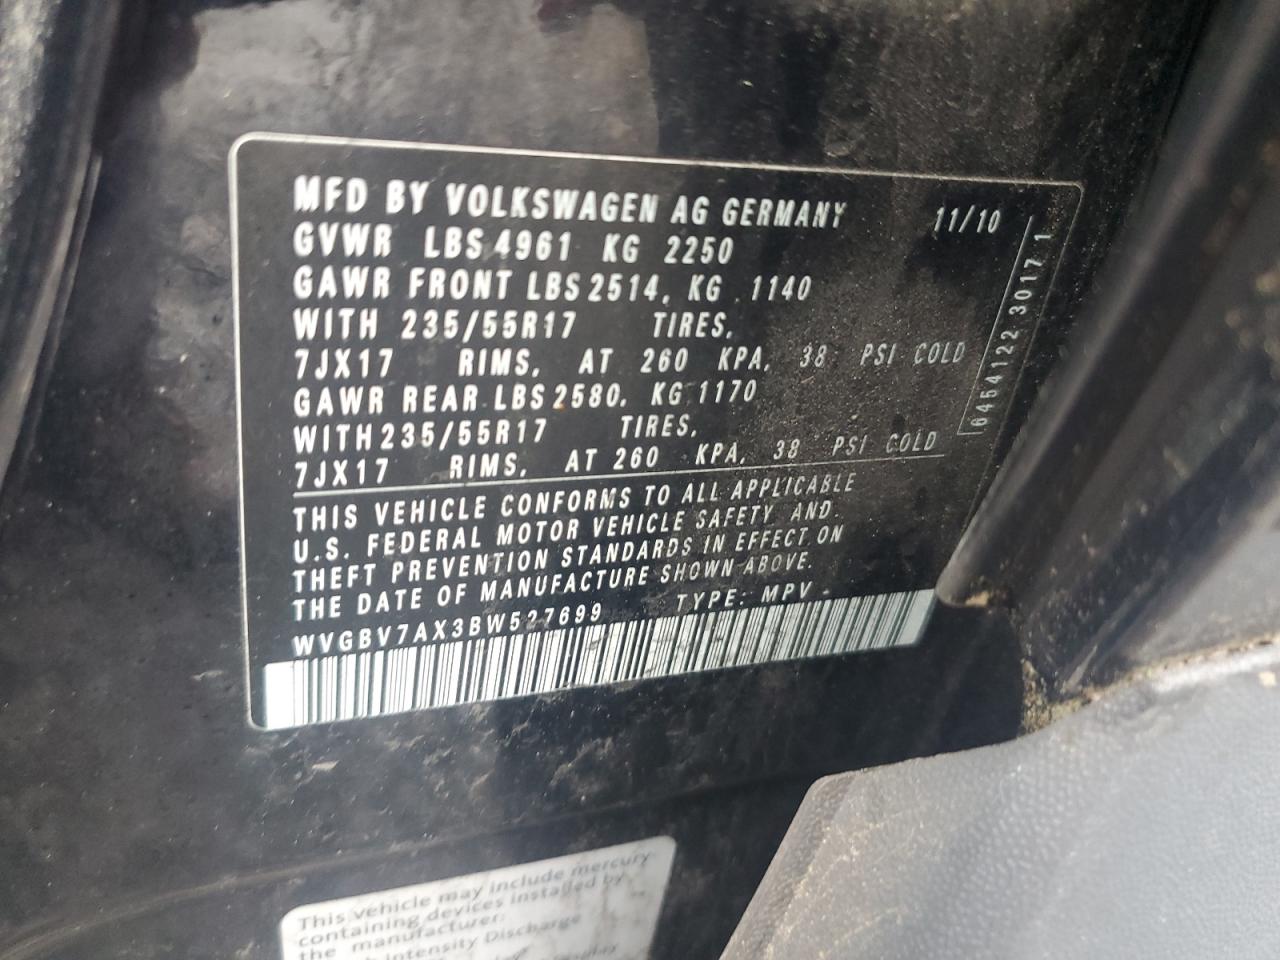 MFD BY VOLKSWAGEN AG GERMANY 11/10
GVWR LBS 4961 KG 2250
GAWR FRONT LBS 2514, KG 1140
WITH 235/55R17 TIRES,
7JX17 RIMS, AT 260 KPA, 38 PSI COLD
GAWR REAR LBS 2580, KG 1170
WITH 235/55R17 TIRES,
7JX17 RIMS, AT 260 KPA, 38 PSI COLD
THIS VEHICLE CONFORMS TO ALL APPLICABLE
U.S. FEDERAL MOTOR VEHICLE SAFETY AND
THEFT PREVENTION STANDARDS IN EFFECT ON
THE DATE OF MANUFACTURE SHOWN ABOVE.
WVGBV7AX3BW527699 TYPE: MPV
6454122 30171
This vehicle may include mercury
containing devices installed by
the manufacturer:
Intensity Discharge